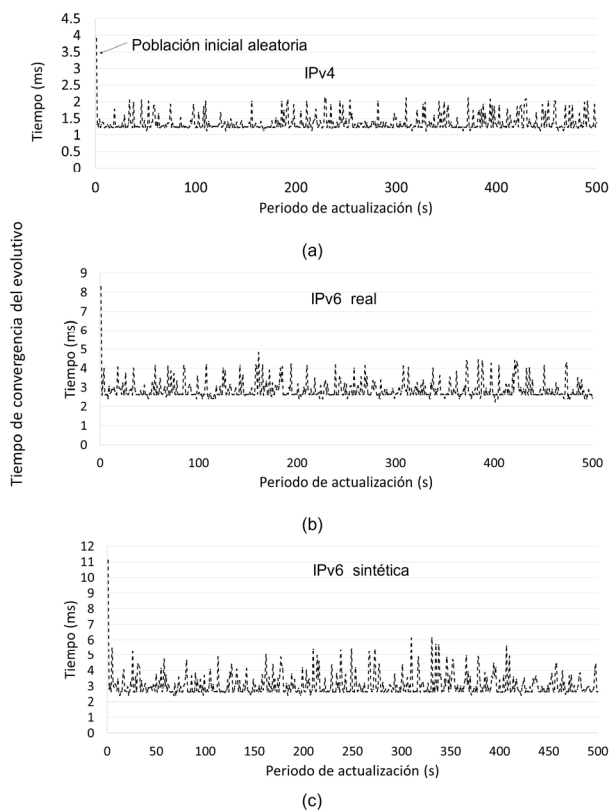 Tiempo de convergencia del evolutivo
Tiempo (ms)
4.5
4
3.5
3
2.5
2
1.5
1
0.5
0
Población inicial aleatoria
IPv4
0 100 200 300 400 500
Periodo de actualización (s)
(a)
Tiempo (ms)
9
8
7
6
5
4
3
2
1
0
IPv6 real
0 100 200 300 400 500
Periodo de actualización (s)
(b)
Tiempo (ms)
12
11
10
9
8
7
6
5
4
3
2
1
0
IPv6 sintética
0 50 100 150 200 250 300 350 400 450 500
Periodo de actualización (s)
(c)